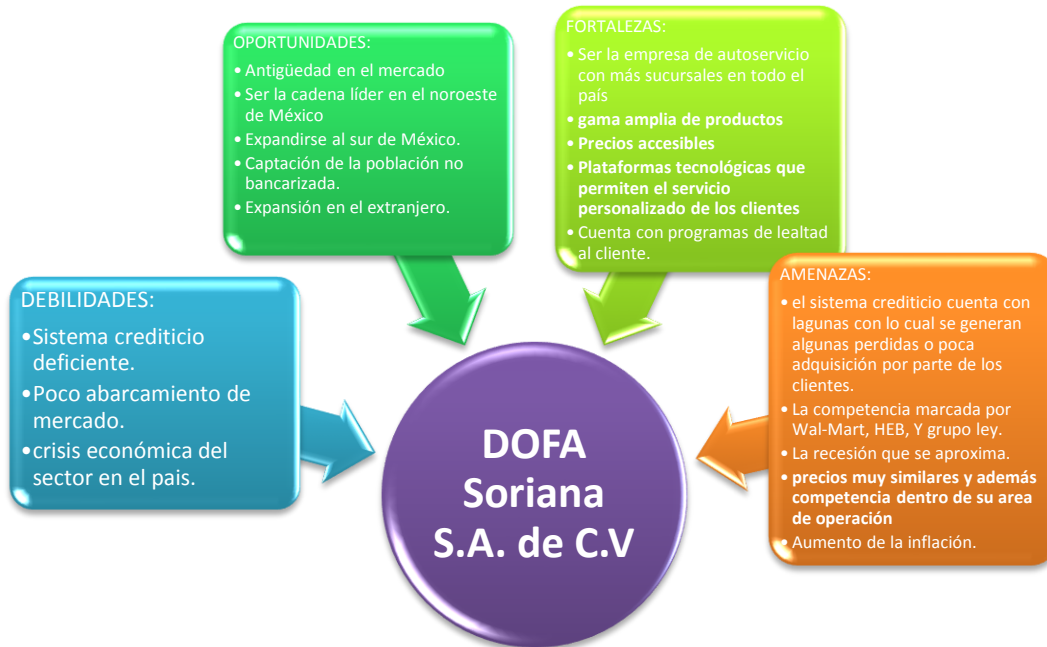 OPORTUNIDADES:
• Antigüedad en el mercado
• Ser la cadena líder en el noroeste
de México
• Expandirse al sur de México.
• Captación de la población no
bancarizada.
• Expansión en el extranjero.
FORTALEZAS:
• Ser la empresa de autoservicio
con más sucursales en todo el
país
• gama amplia de productos
• Precios accesibles
• Plataformas tecnológicas que
permiten el servicio
personalizado de los clientes
• Cuenta con programas de lealtad
al cliente.
DEBILIDADES:
• Sistema crediticio
deficiente.
• Poco abarcamiento de
mercado.
• crisis económica del
sector en el pais.
AMENAZAS:
• el sistema crediticio cuenta con
lagunas con lo cual se generan
algunas perdidas o poca
adquisición por parte de los
clientes.
• La competencia marcada por
Wal-Mart, HEB, Y grupo ley.
• La recesión que se aproxima.
• precios muy similares y además
competencia dentro de su area
de operación
• Aumento de la inflación.
DOFA
Soriana
S.A. de C.V